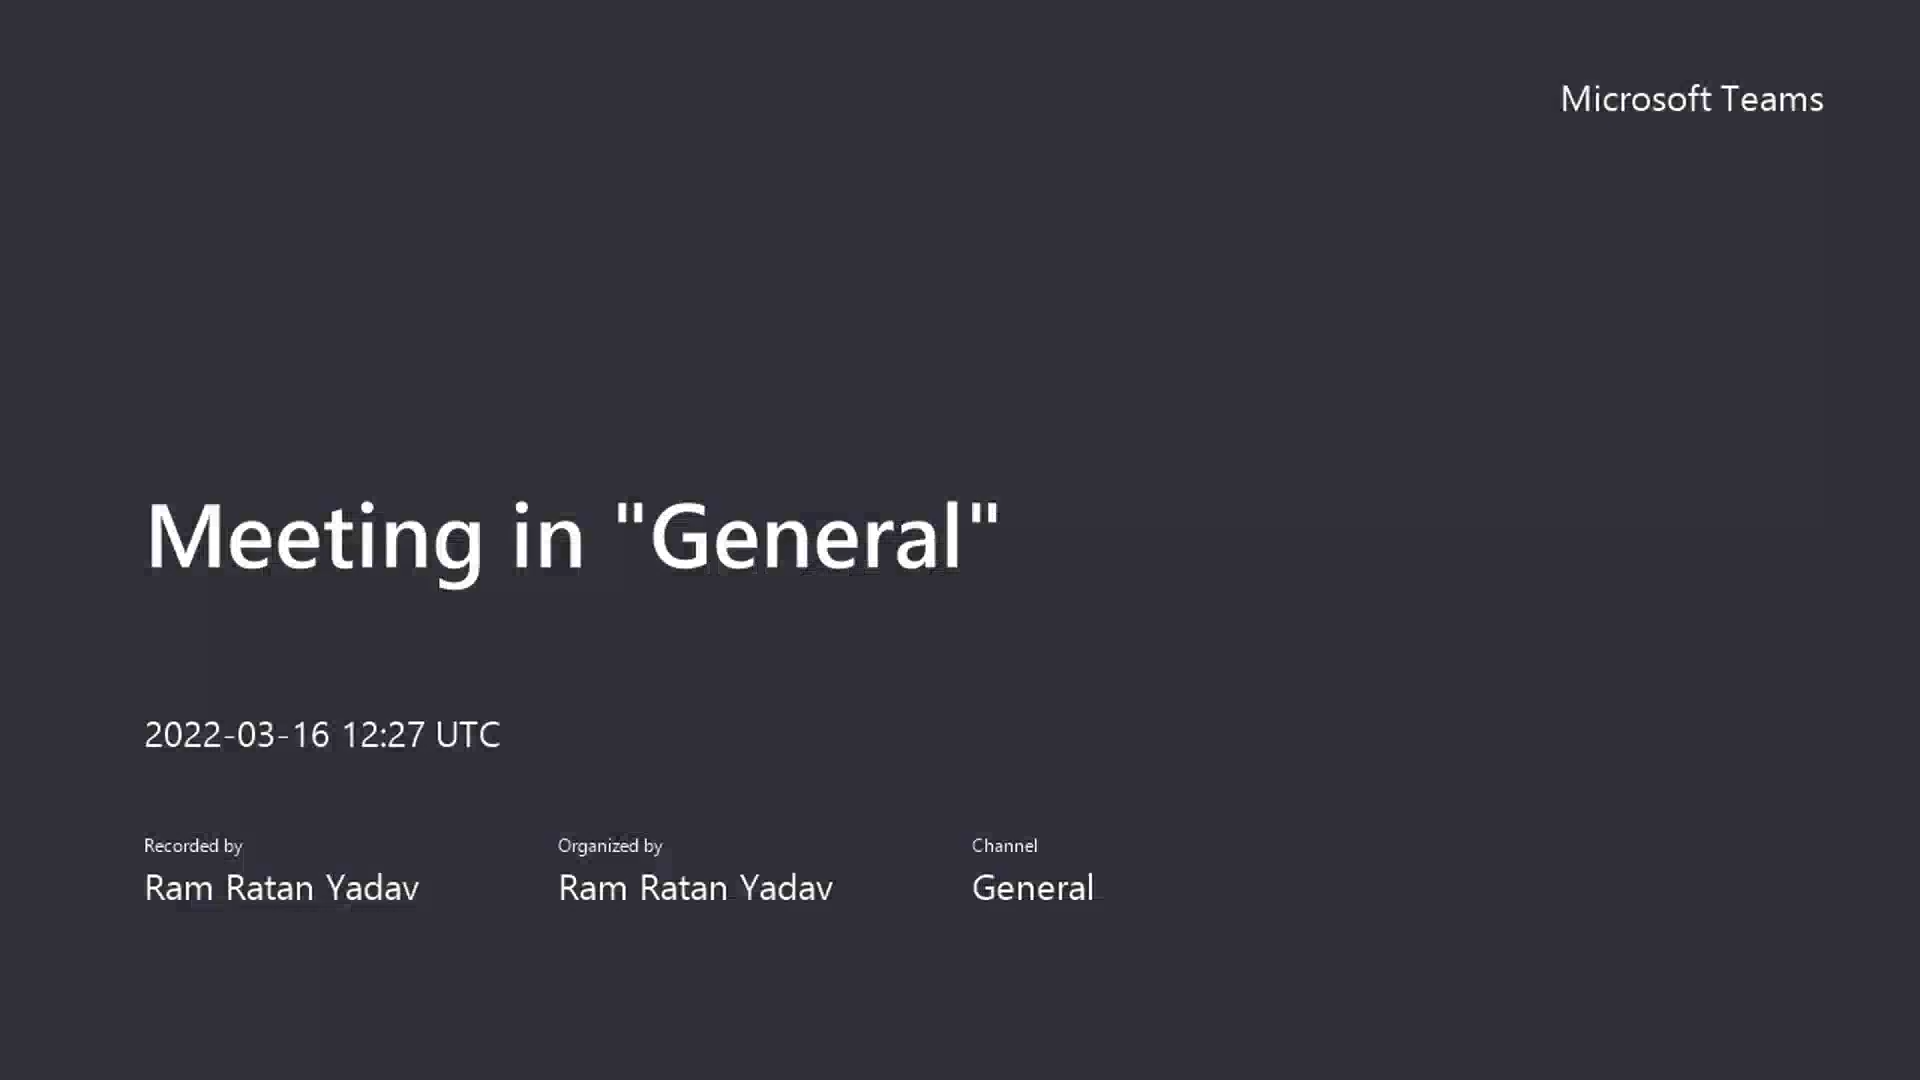 Microsoft Teams
Meeting in "General"
2022-03-16 12:27 UTC
Recorded by
Ram Ratan Yadav
Organized by
Ram Ratan Yadav
Channel
General